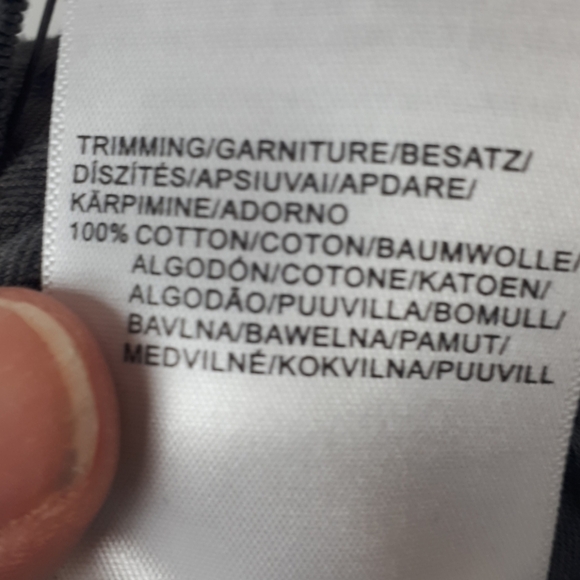 TRIMMING/GARNITURE/BESATZ/
DÍSZÍTÉS/APSIUVAI/APDARE/
KÄRPIMINE/ADORNO
100% COTTON/COTON/BAUMWOLLE/
ALGODÓN/COTONE/KATOEN/
ALGODÃO/PUUVILLA/BOMULL/
BAVLNA/BAWELNA/PAMUT/
MEDVILNÉ/KOKVILNA/PUUVILL